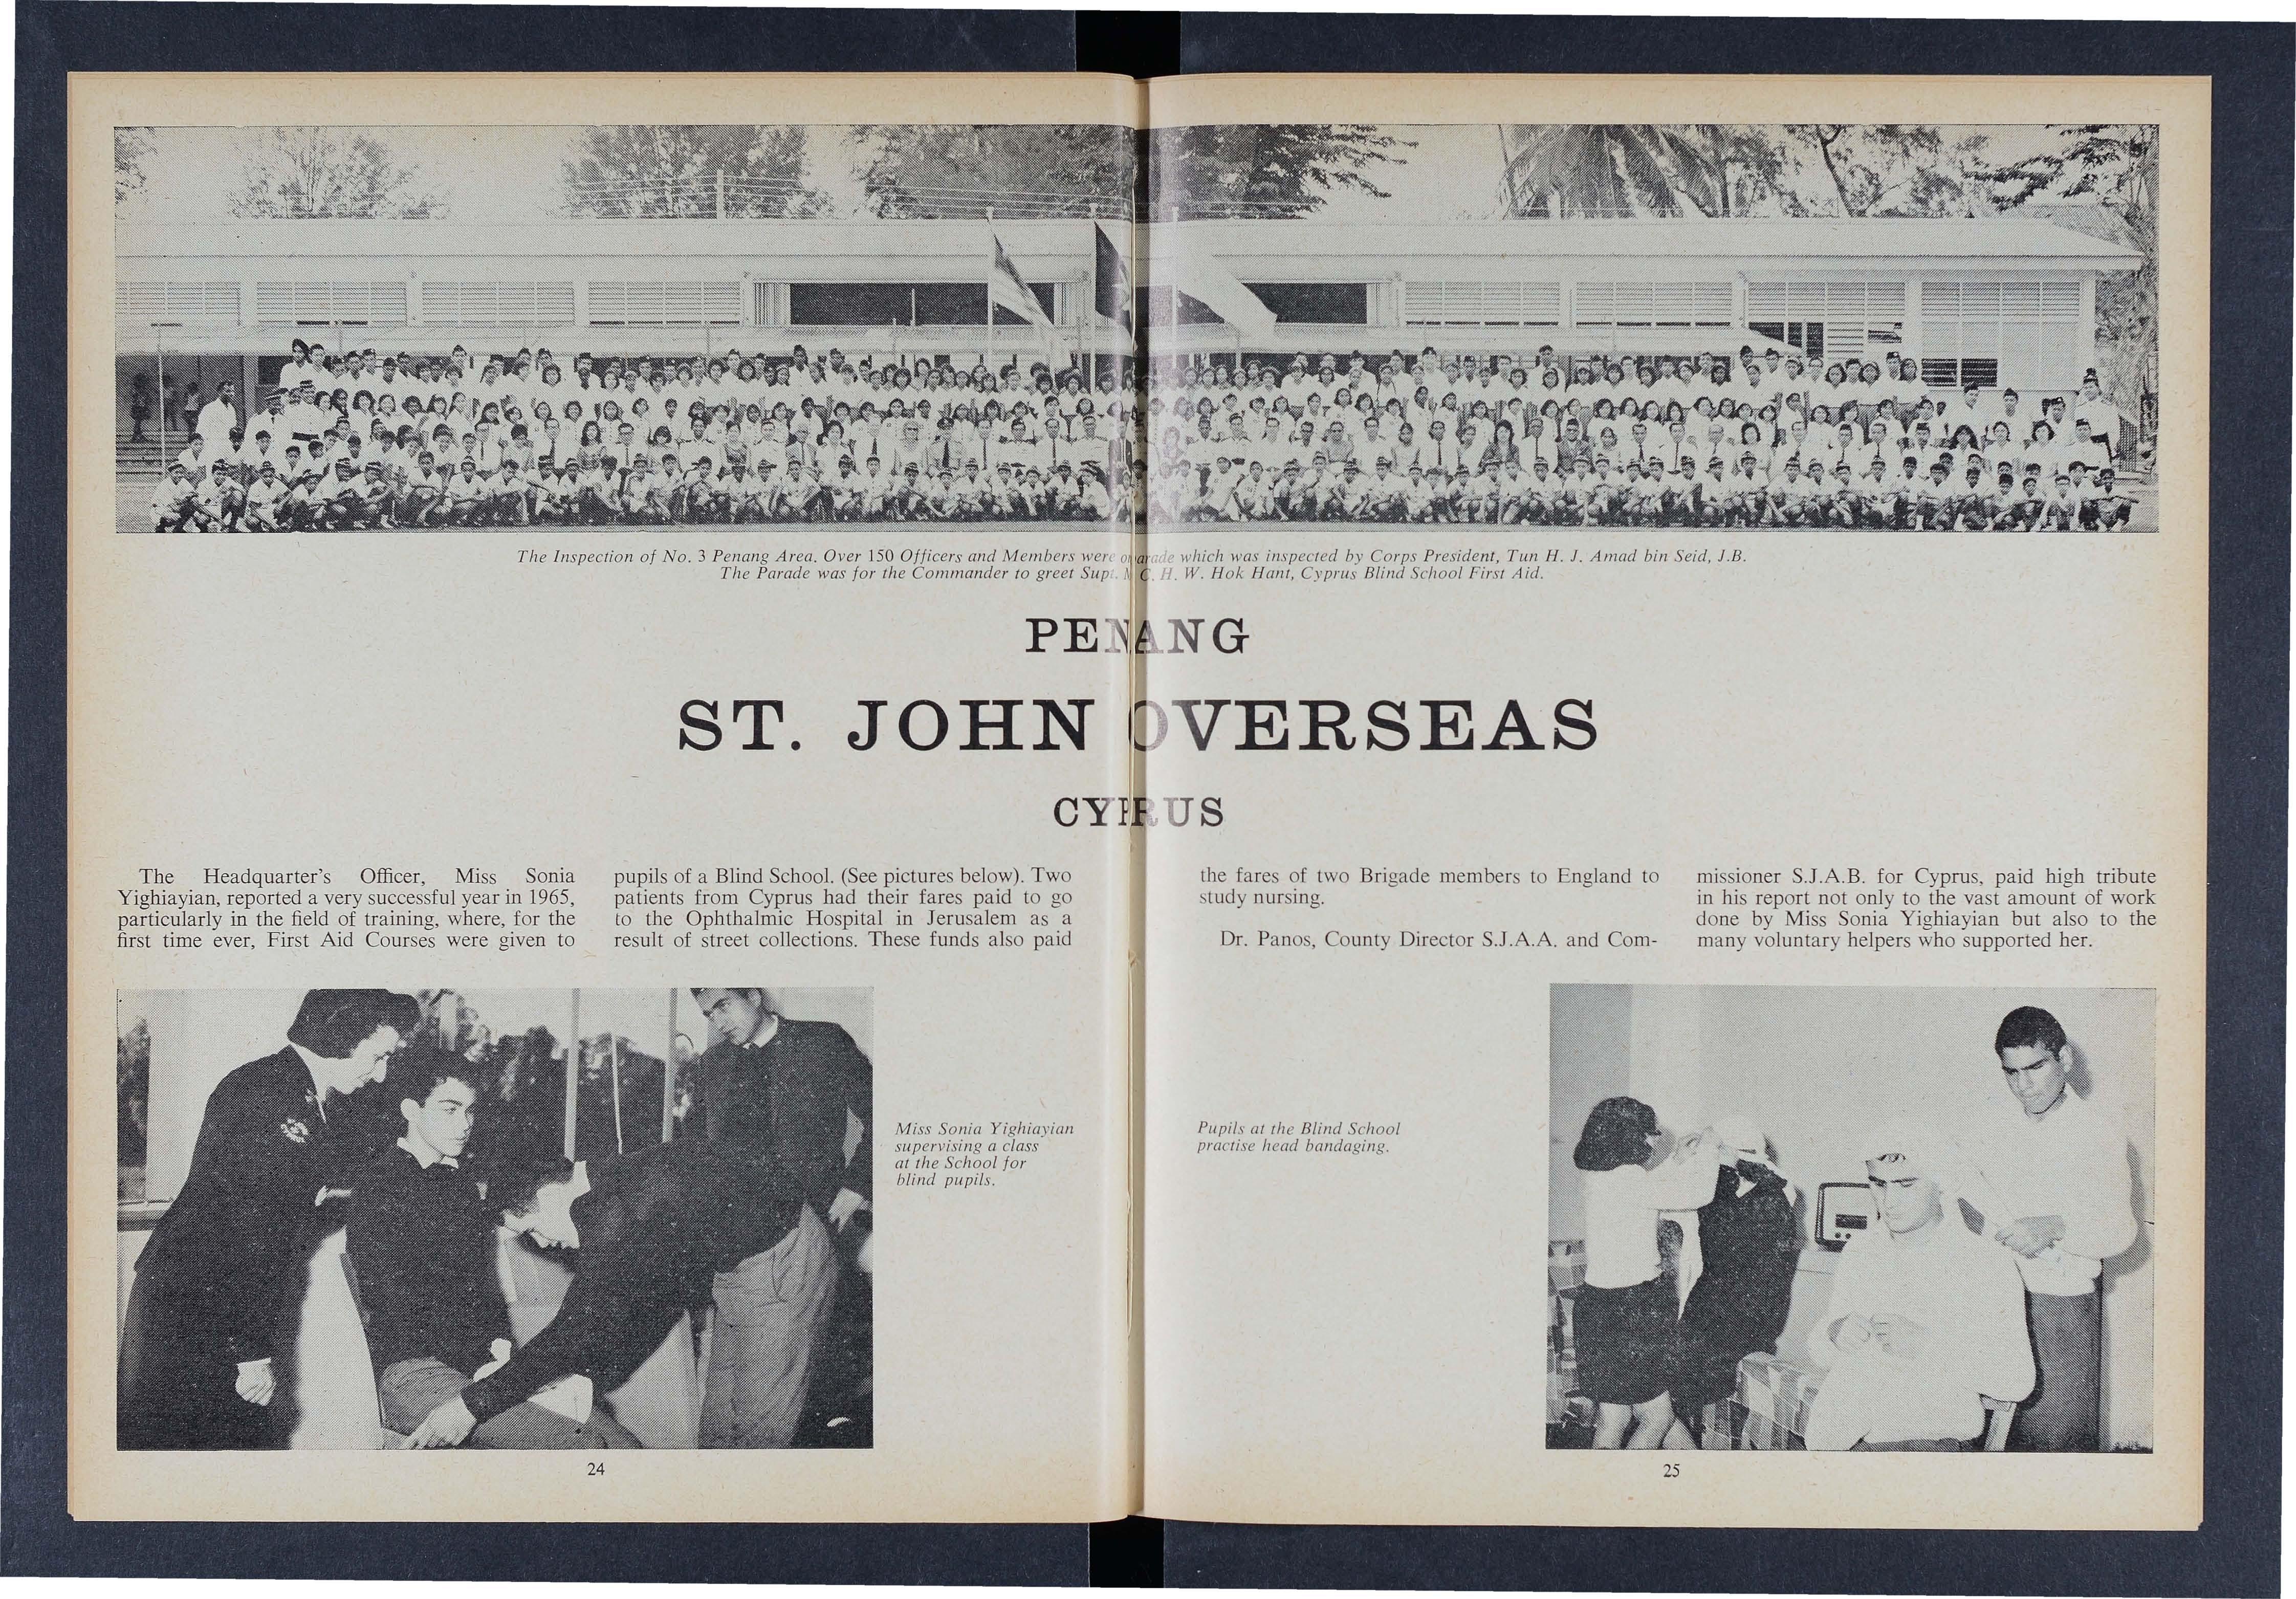 The Inspection of No. 3 Penang Area. Over 150 Officers and Members were o arade which was inspected by Corps President, Tun H. J. Amad bin Seid, J.B.
The Parade was for the Commander to greet Supt. C. H. W. Hok Hant, Cyprus Blind School First Aid.
PENANG
ST. JOHN OVERSEAS
CYPRUS
The Headquarter's Officer, Miss Sonia
Yighiayian, reported a very successful year in 1965,
particularly in the field of training, where, for the
first time ever, First Aid Courses were given to
pupils of a Blind School. (See pictures below). Two
patients from Cyprus had their fares paid to go
to the Ophthalmic Hospital in Jerusalem as a
result of street collections. These funds also paid
the fares of two Brigade members to England to
study nursing.
Dr. Panos, County Director S.J.A.A. and Com-
missioner S.J.A.B. for Cyprus, paid high tribute
in his report not only to the vast amount of work
done by Miss Sonia Yighiayian but also to the
many voluntary helpers who supported her.
Miss Sonia Yighiayian
supervising a class
at the School for
blind pupils.
Pupils at the Blind School
practise head bandaging.
24
25